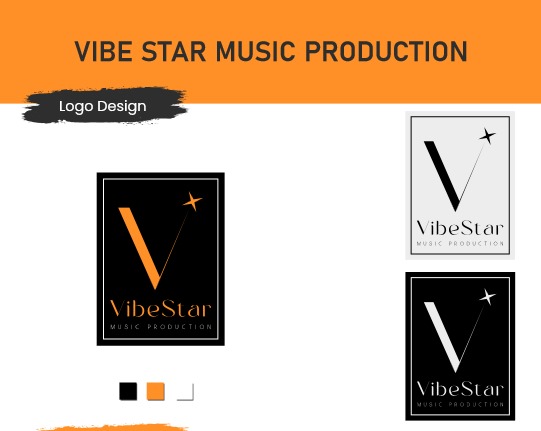 VIBE STAR MUSIC PRODUCTION
Logo Design
V
VibeStar
MUSIC PRODUCTION
V
VibeStar
MUSIC PRODUCTION
V
VibeStar
MUSIC PRODUCTION